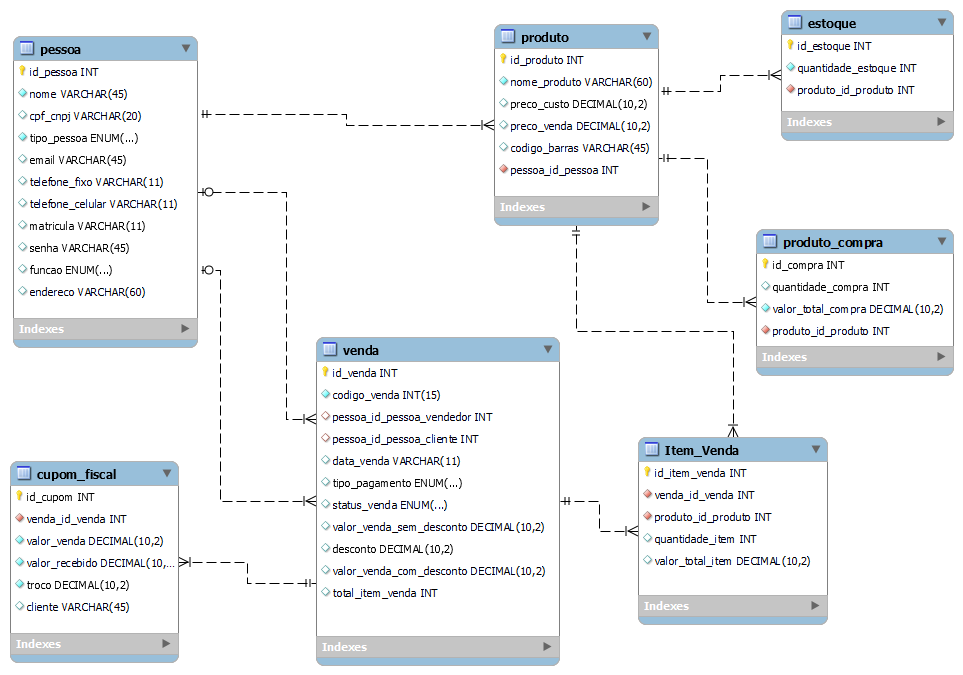 pessoa
id_pessoa INT
nome VARCHAR(45)
cpf_cnpj VARCHAR(20)
tipo_pessoa ENUM(...)
email VARCHAR(45)
telefone_fixo VARCHAR(11)
telefone_celular VARCHAR(11)
matricula VARCHAR(11)
senha VARCHAR(45)
funcao ENUM(...)
endereco VARCHAR(60)
Indexes
produto
id_produto INT
nome_produto VARCHAR(60)
preco_custo DECIMAL(10,2)
preco_venda DECIMAL(10,2)
codigo_barras VARCHAR(45)
pessoa_id_pessoa INT
Indexes
estoque
id_estoque INT
quantidade_estoque INT
produto_id_produto INT
Indexes
produto_compra
id_compra INT
quantidade_compra INT
valor_total_compra DECIMAL(10,2)
produto_id_produto INT
Indexes
venda
id_venda INT
codigo_venda INT(15)
pessoa_id_pessoa_vendedor INT
pessoa_id_pessoa_cliente INT
data_venda VARCHAR(11)
tipo_pagamento ENUM(...)
status_venda ENUM(...)
valor_venda_sem_desconto DECIMAL(10,2)
desconto DECIMAL(10,2)
valor_venda_com_desconto DECIMAL(10,2)
total_item_venda INT
Indexes
cupom_fiscal
id_cupom INT
venda_id_venda INT
valor_venda DECIMAL(10,2)
valor_recebido DECIMAL(10,...
troco DECIMAL(10,2)
cliente VARCHAR(45)
Indexes
Item_Venda
id_item_venda INT
venda_id_venda INT
produto_id_produto INT
quantidade_item INT
valor_total_item DECIMAL(10,2)
Indexes